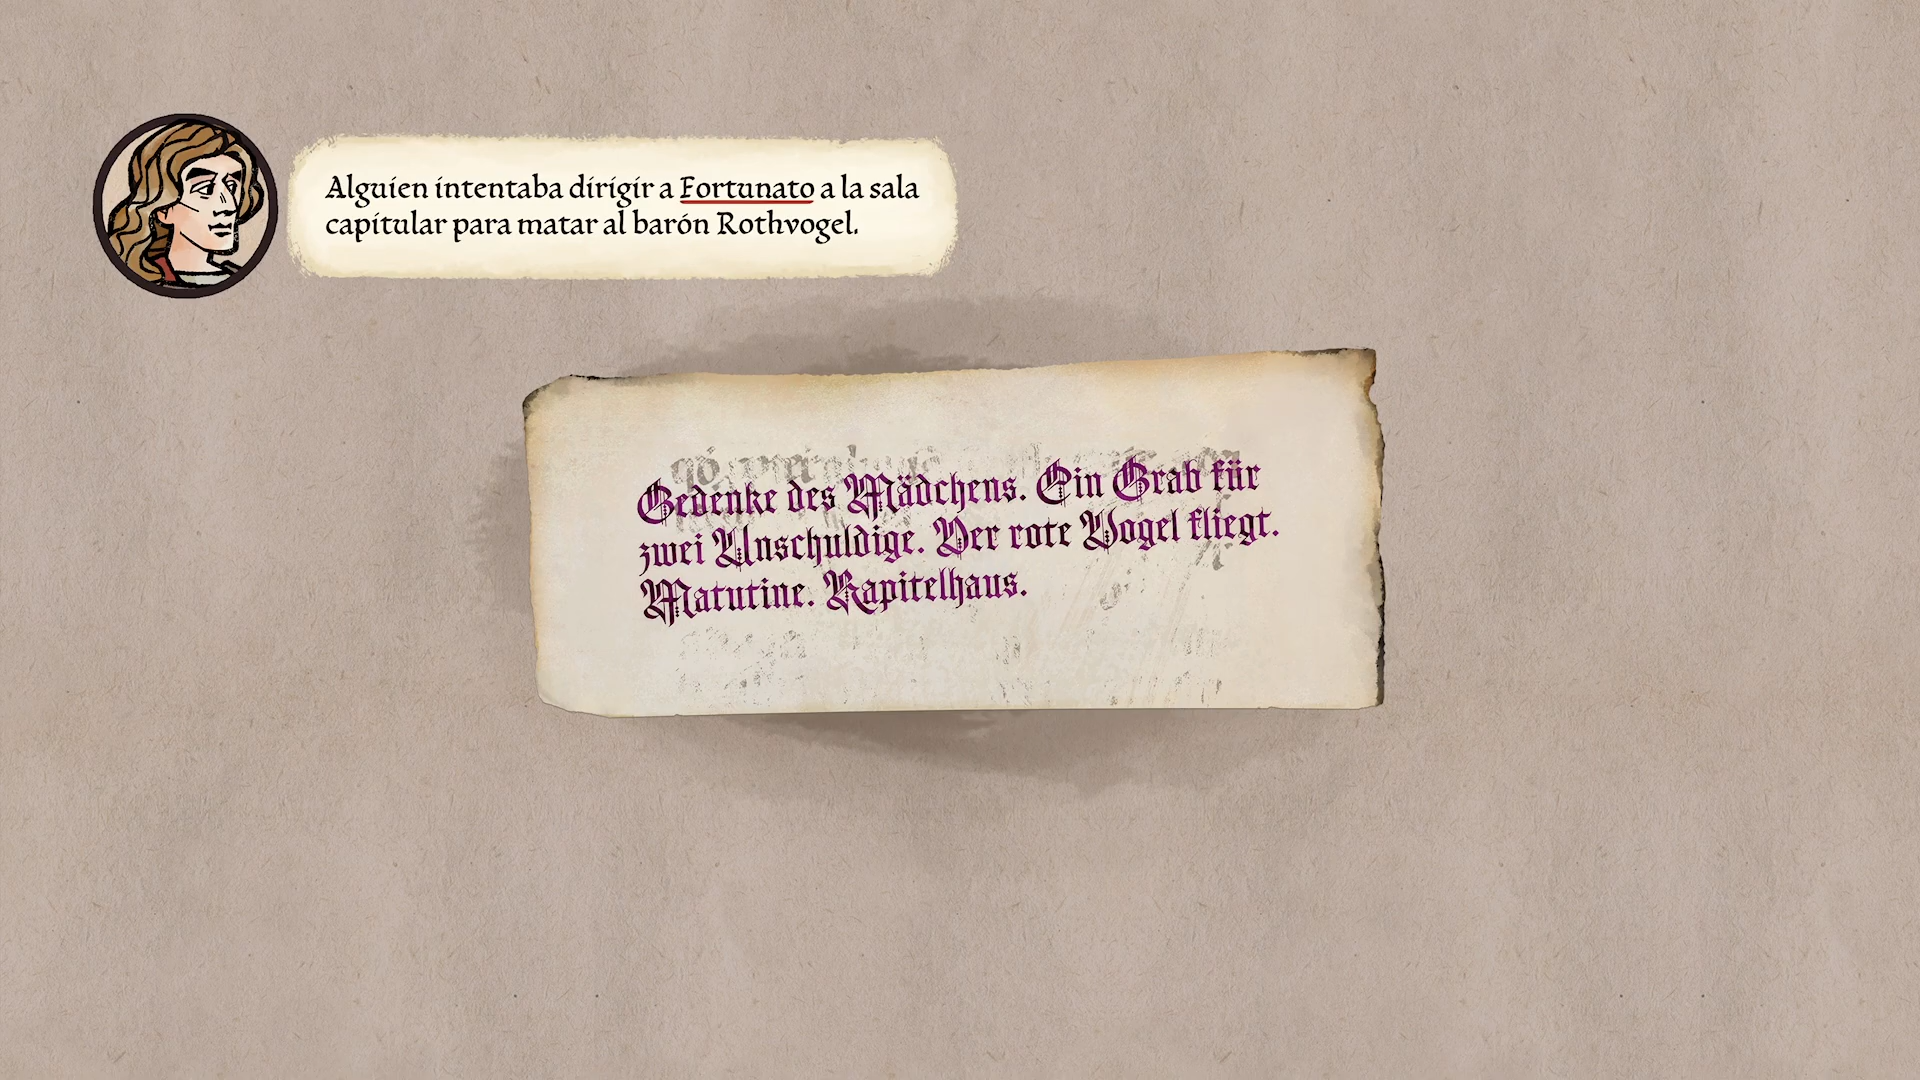 Alguien intentaba dirigir a Fortunato a la sala
capitular para matar al barón Rothvogel.
Gedenke des Mädchens. Ein Grab für
zwei Unschuldige. Der rote Vogel fliegt.
Matutine. Kapitelhaus.